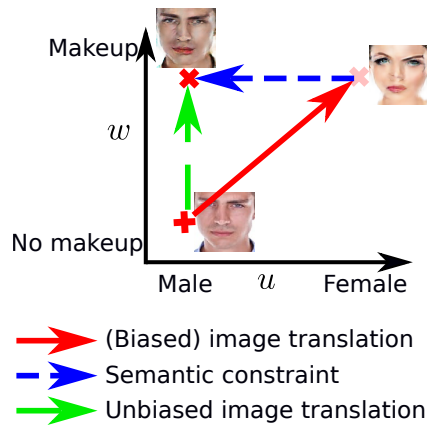 Makeup
w
No makeup
Male
u
Female
(Biased) image translation
Semantic constraint
Unbiased image translation